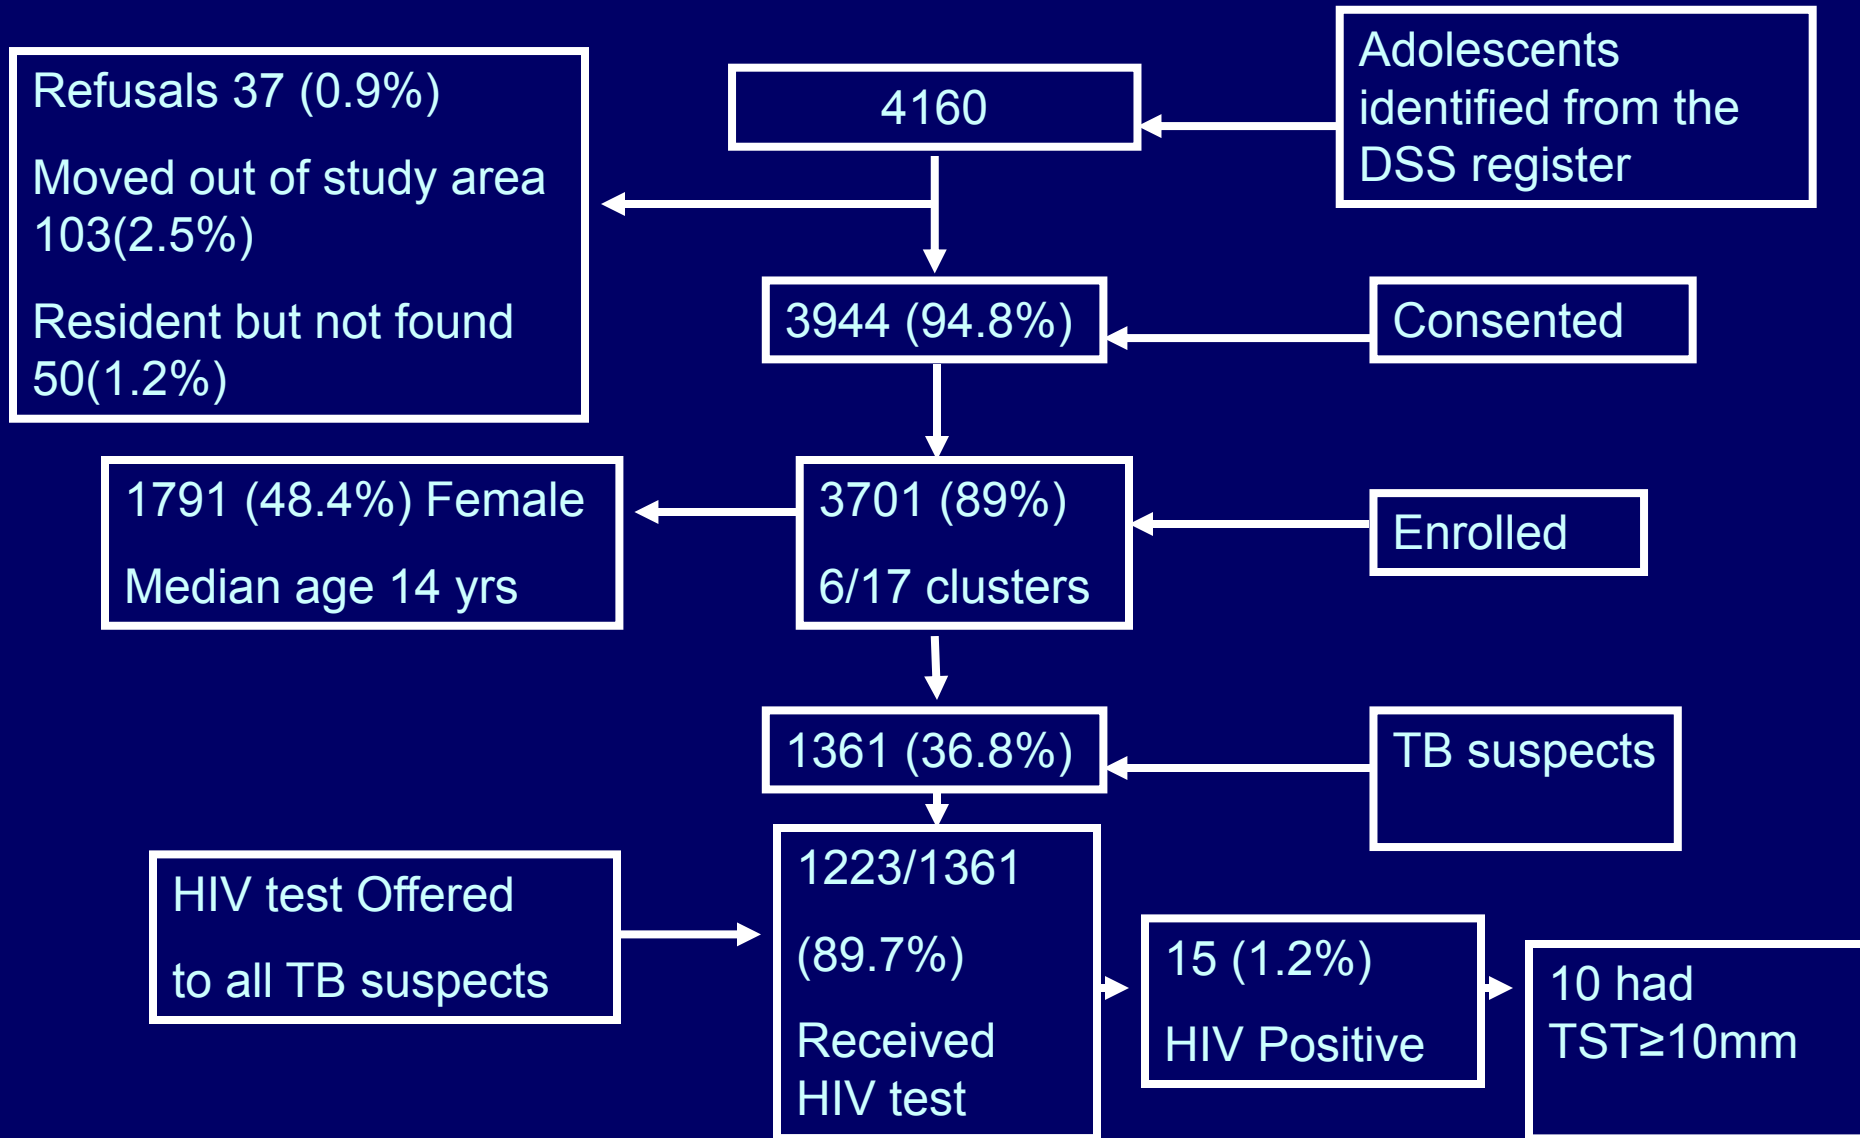 Refusals 37 (0.9%)
Moved out of study area
103(2.5%)
Resident but not found
50(1.2%)
4160
Adolescents
identified from the
DSS register
3944 (94.8%)
Consented
1791 (48.4%) Female
Median age 14 yrs
3701 (89%)
6/17 clusters
Enrolled
1361 (36.8%)
TB suspects
HIV test Offered
to all TB suspects
1223/1361
(89.7%)
Received
HIV test
15 (1.2%)
HIV Positive
10 had
TST≥10mm